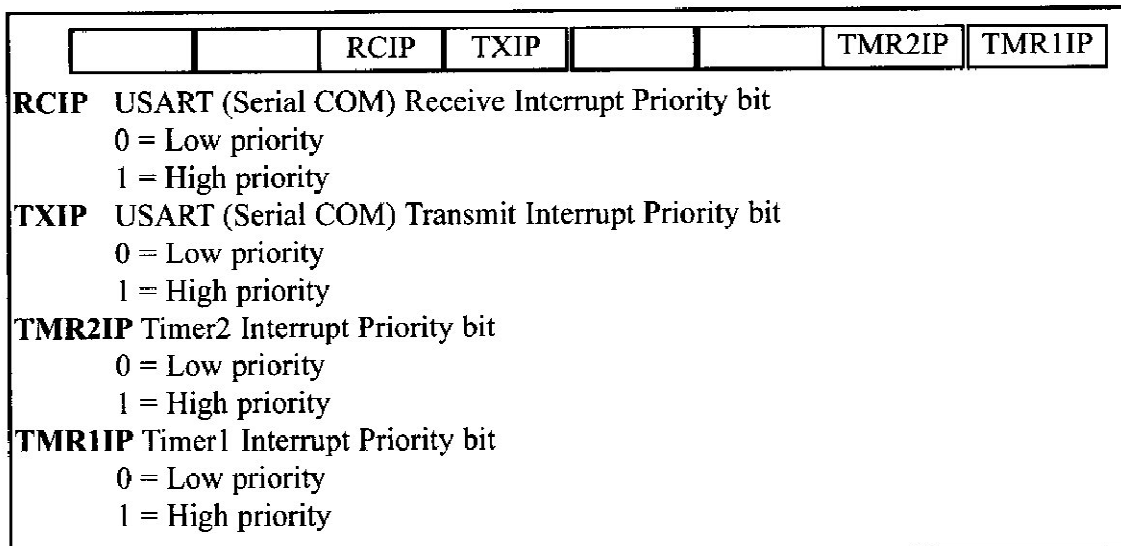 RCIP TXIP TMR2IP TMR1IP
RCIP USART (Serial COM) Receive Interrupt Priority bit
0 = Low priority
1 = High priority
TXIP USART (Serial COM) Transmit Interrupt Priority bit
0 = Low priority
1 = High priority
TMR2IP Timer2 Interrupt Priority bit
0 = Low priority
1 = High priority
TMR1IP Timer1 Interrupt Priority bit
0 = Low priority
1 = High priority